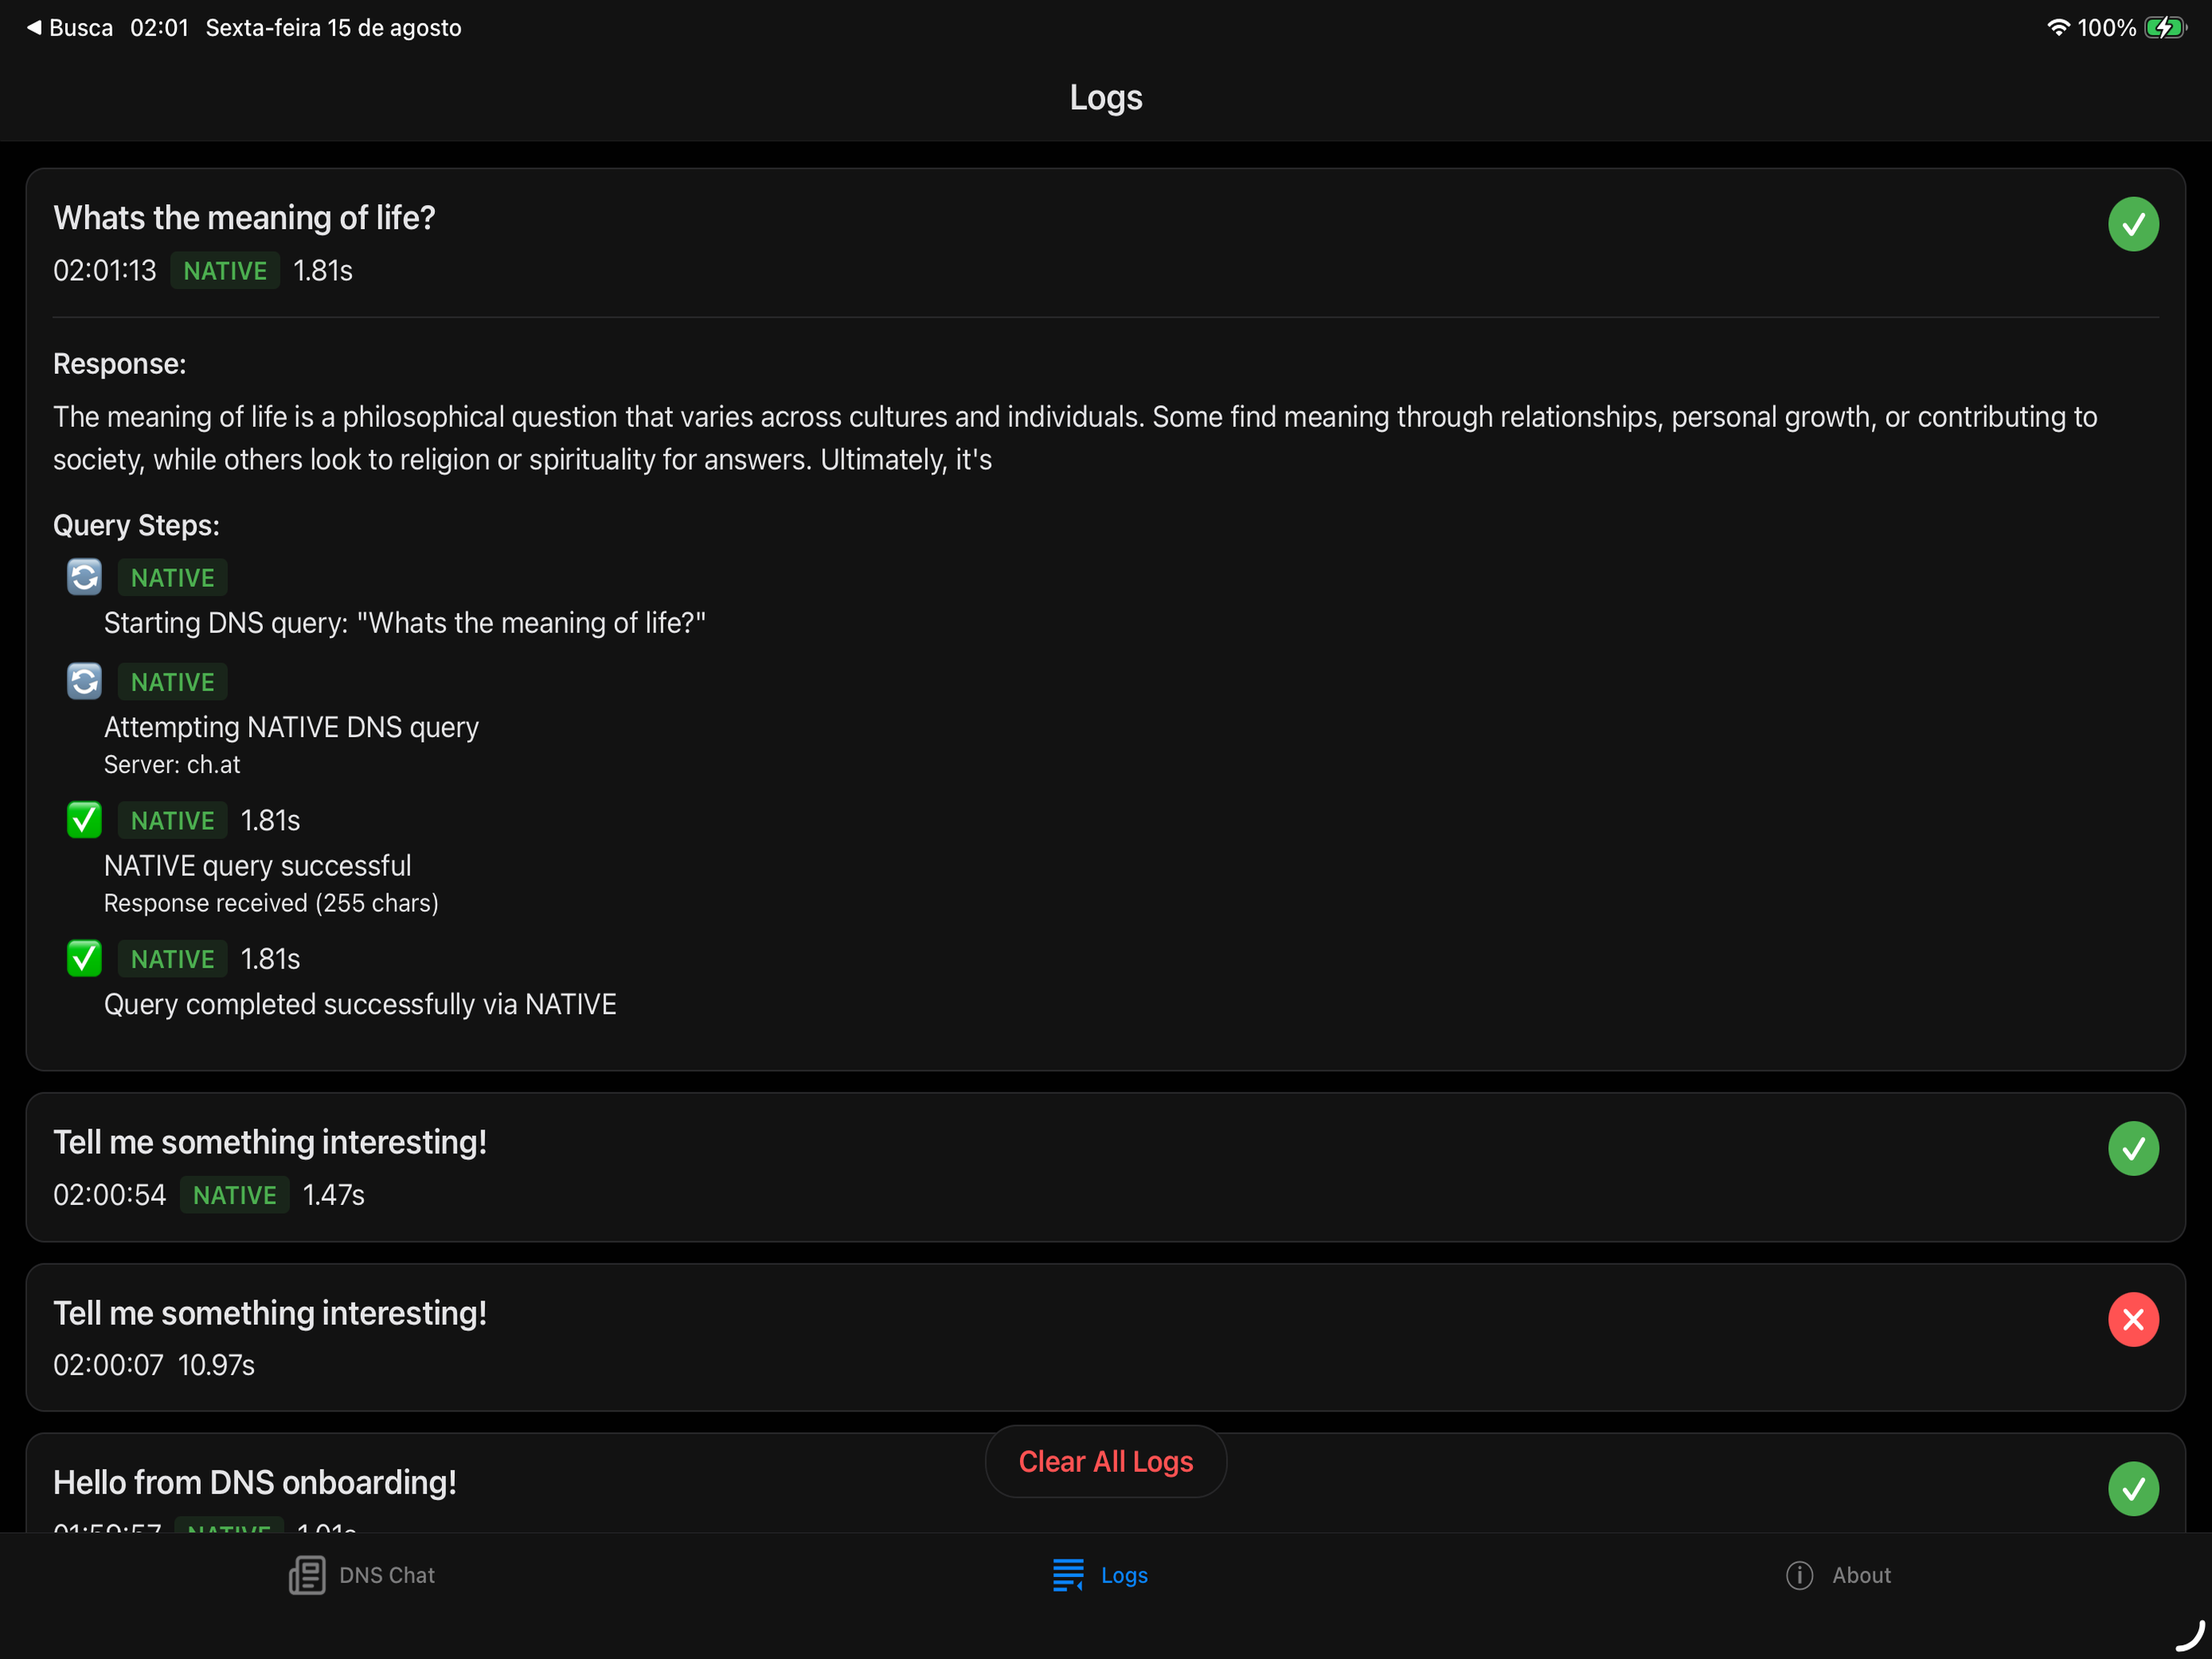 Busca 02:01 Sexta-feira 15 de agosto 100%
Logs
Whats the meaning of life?
02:01:13 NATIVE 1.81s
Response:
The meaning of life is a philosophical question that varies across cultures and individuals. Some find meaning through relationships, personal growth, or contributing to
society, while others look to religion or spirituality for answers. Ultimately, it's
Query Steps:
NATIVE
Starting DNS query: "Whats the meaning of life?"
NATIVE
Attempting NATIVE DNS query
Server: ch.at
NATIVE 1.81s
NATIVE query successful
Response received (255 chars)
NATIVE 1.81s
Query completed successfully via NATIVE
Tell me something interesting!
02:00:54 NATIVE 1.47s
Tell me something interesting!
02:00:07 10.97s
Clear All Logs
Hello from DNS onboarding!
01:59:57 NATIVE 1.01s
DNS Chat
Logs
About